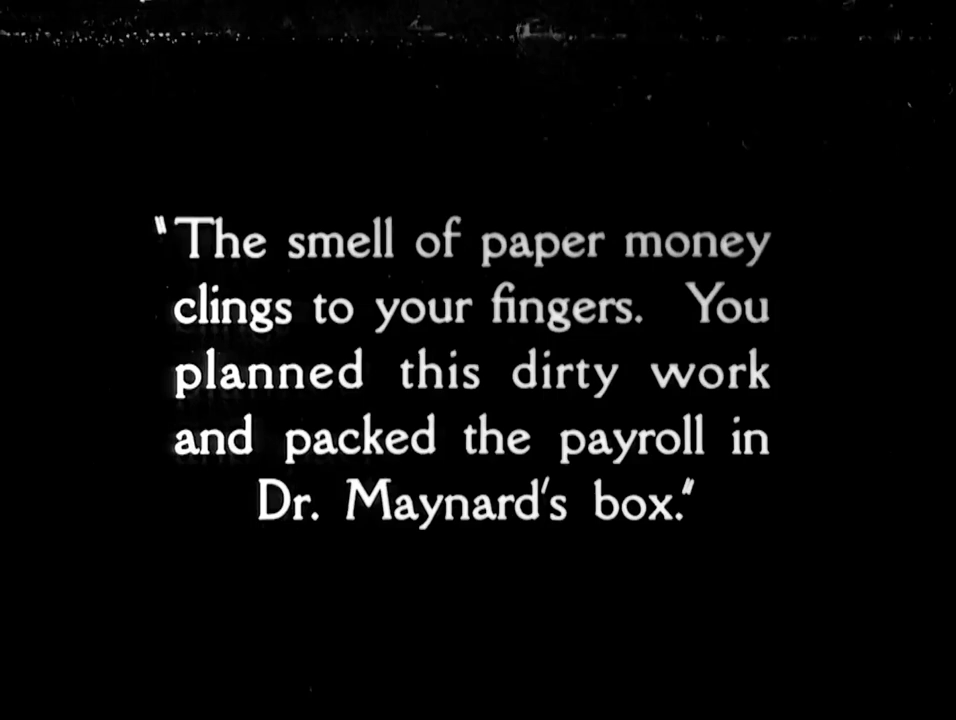 "The smell of paper money
clings to your fingers. You
planned this dirty work
and packed the payroll in
Dr. Maynard's box."